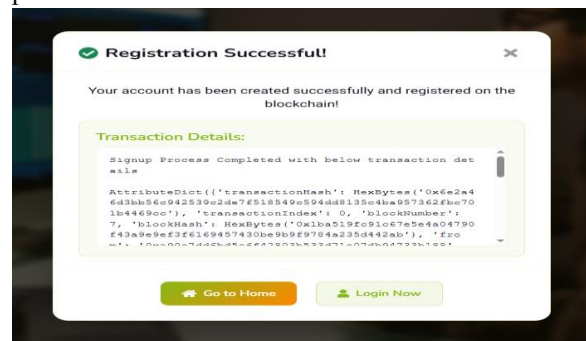 Registration Successful!
Your account has been created successfully and registered on the
blockchain!
Transaction Details:
Signup Process Completed with below transaction det
ails
AttributeDict({'transactionHash': HexBytes('0x6e2a4
6d3bb56c942539c2de7f518549c594dd8135c4ba957362fbc70
1b4469cc'), 'transactionIndex': 0, 'blockNumber':
7, 'blockHash': HexBytes('0x1ba519fc91c67e5e4a04790
f43a9e9ef3f6169457430be9b9f9784a235d442ab'), 'fro
Go to Home
Login Now